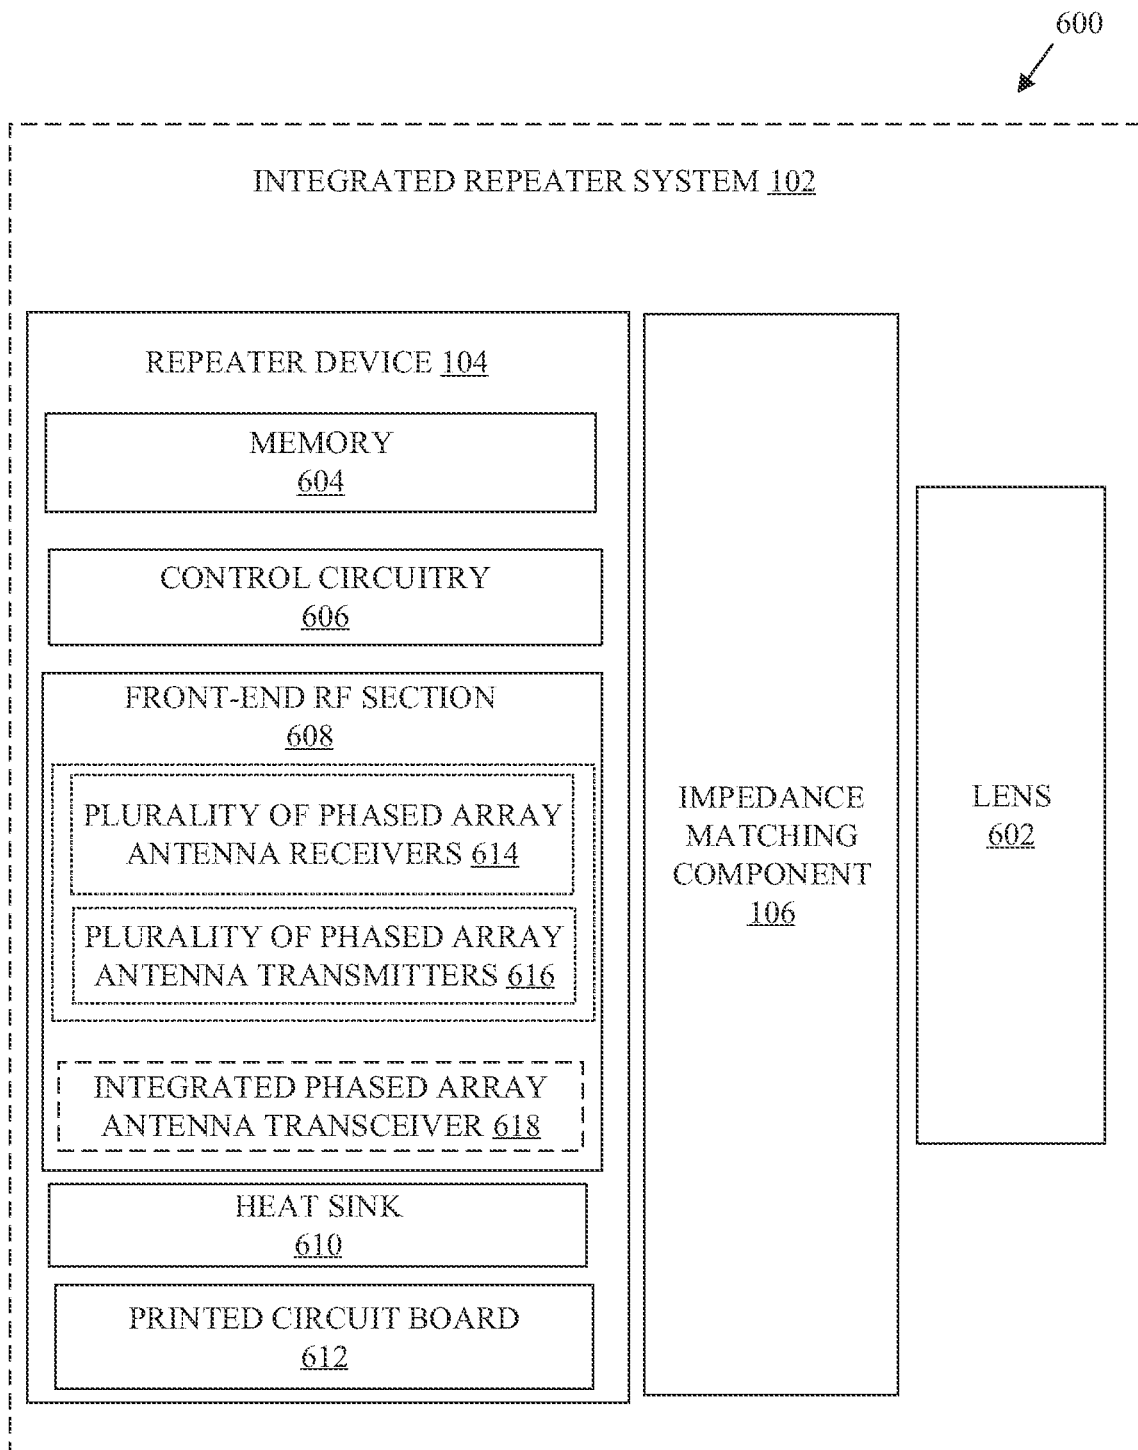 600
INTEGRATED REPEATER SYSTEM 102
REPEATER DEVICE 104
MEMORY
604
CONTROL CIRCUITRY
606
FRONT-END RF SECTION
608
PLURALITY OF PHASED ARRAY
ANTENNA RECEIVERS 614
PLURALITY OF PHASED ARRAY
ANTENNA TRANSMITTERS 616
INTEGRATED PHASED ARRAY
ANTENNA TRANSCEIVER 618
HEAT SINK
610
PRINTED CIRCUIT BOARD
612
IMPEDANCE
MATCHING
COMPONENT
106
LENS
602